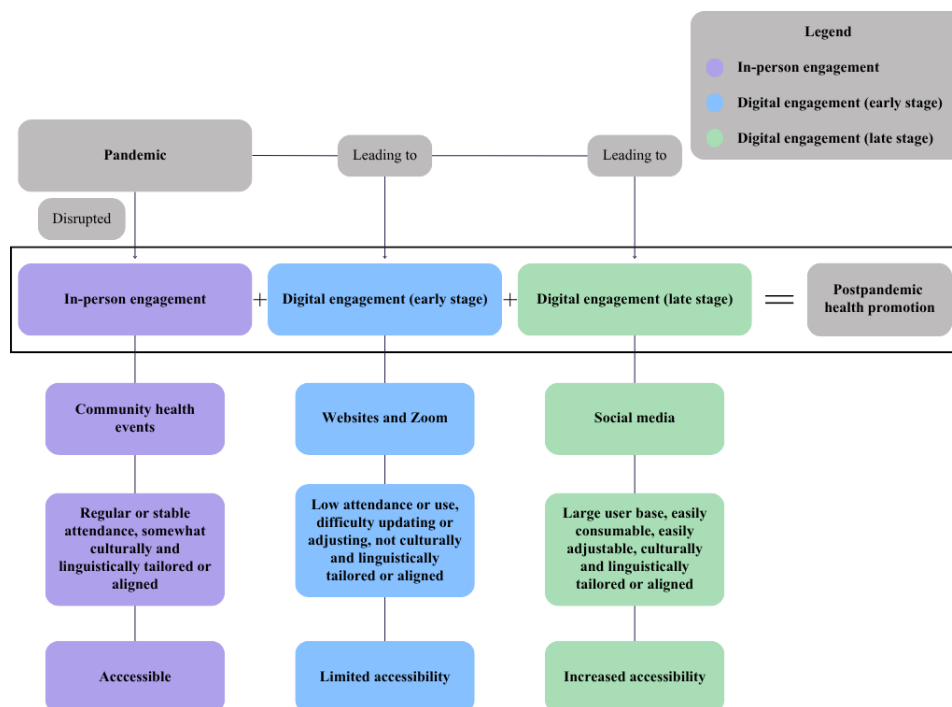 Legend
In-person engagement
Digital engagement (early stage)
Digital engagement (late stage)
Pandemic
Leading to
Leading to
Disrupted
In-person engagement
+
Digital engagement (early stage)
+
Digital engagement (late stage)
=
Postpandemic
health promotion
Community health
events
Websites and Zoom
Social media
Regular or stable
attendance, somewhat
culturally and
linguistically tailored or
aligned
Low attendance or use,
difficulty updating or
adjusting, not culturally
and linguistically
tailored or aligned
Large user base, easily
consumable, easily
adjustable, culturally
and linguistically
tailored or aligned
Acccessible
Limited accessibility
Increased accessibility